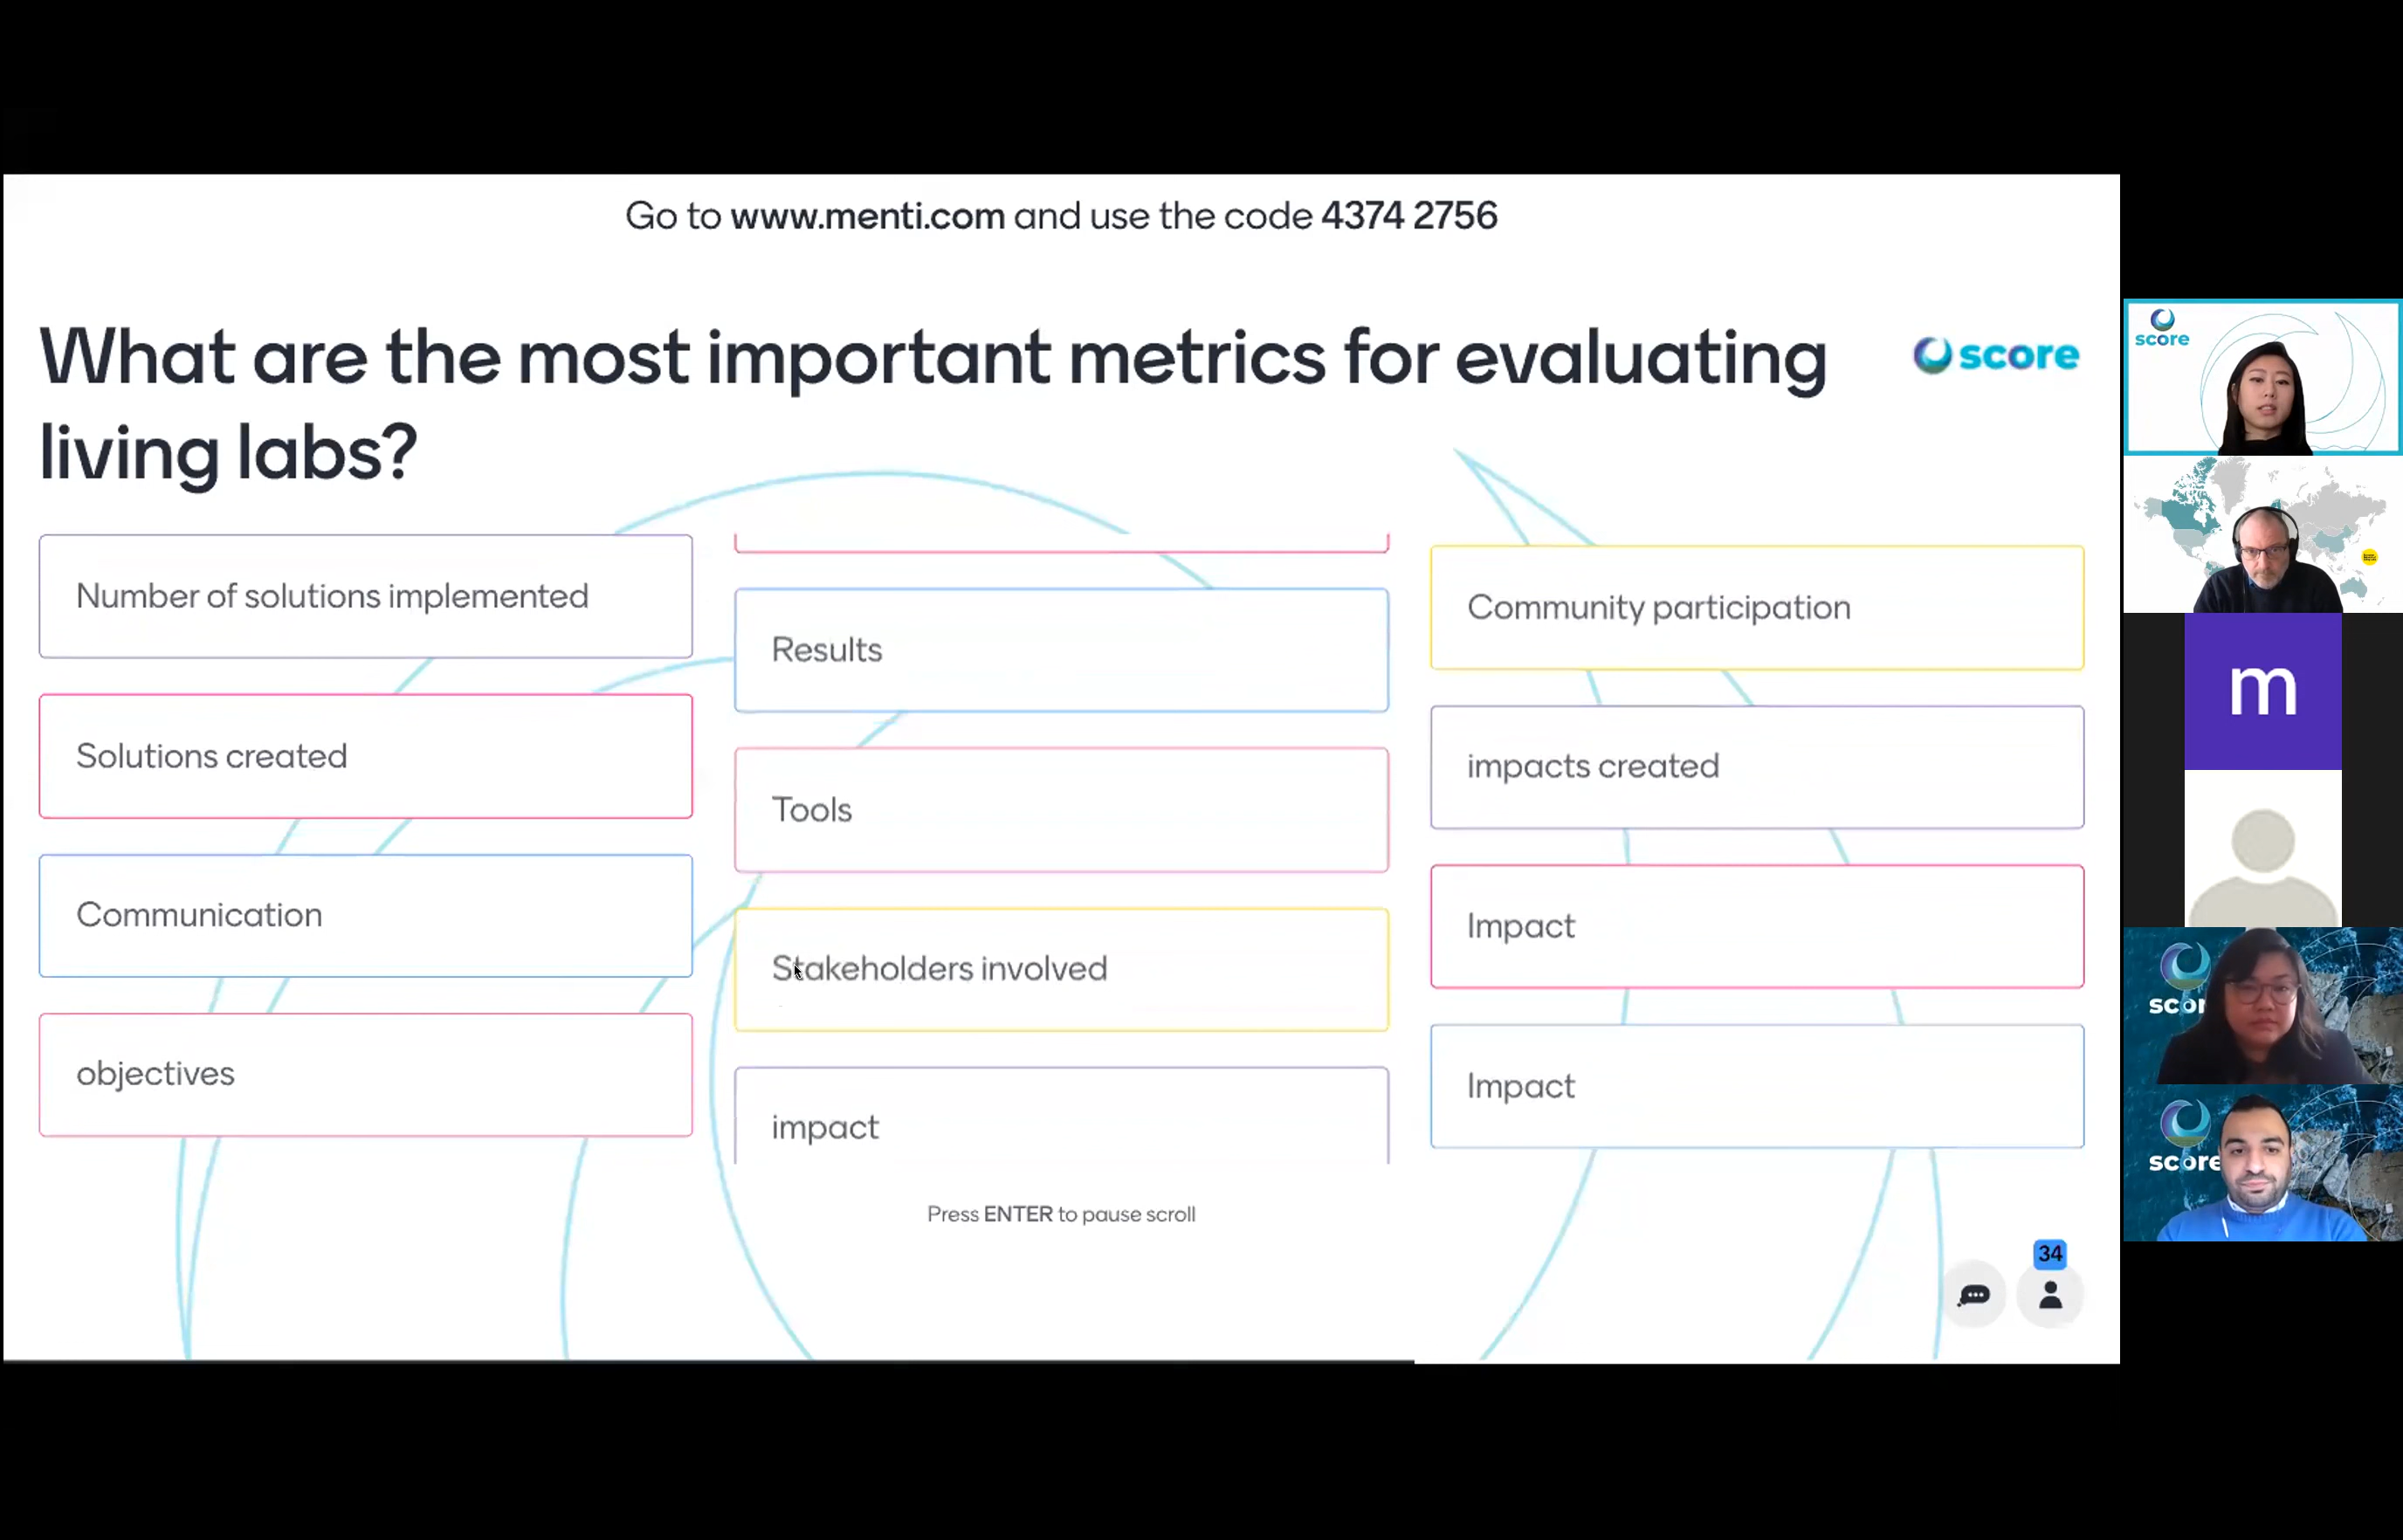 Go to www.menti.com and use the code 4374 2756
What are the most important metrics for evaluating
living labs?
score
Number of solutions implemented
Solutions created
Communication
objectives
Results
Tools
Stakeholders involved
impact
Community participation
impacts created
Impact
Impact
Press ENTER to pause scroll
34
score
m
scor
score